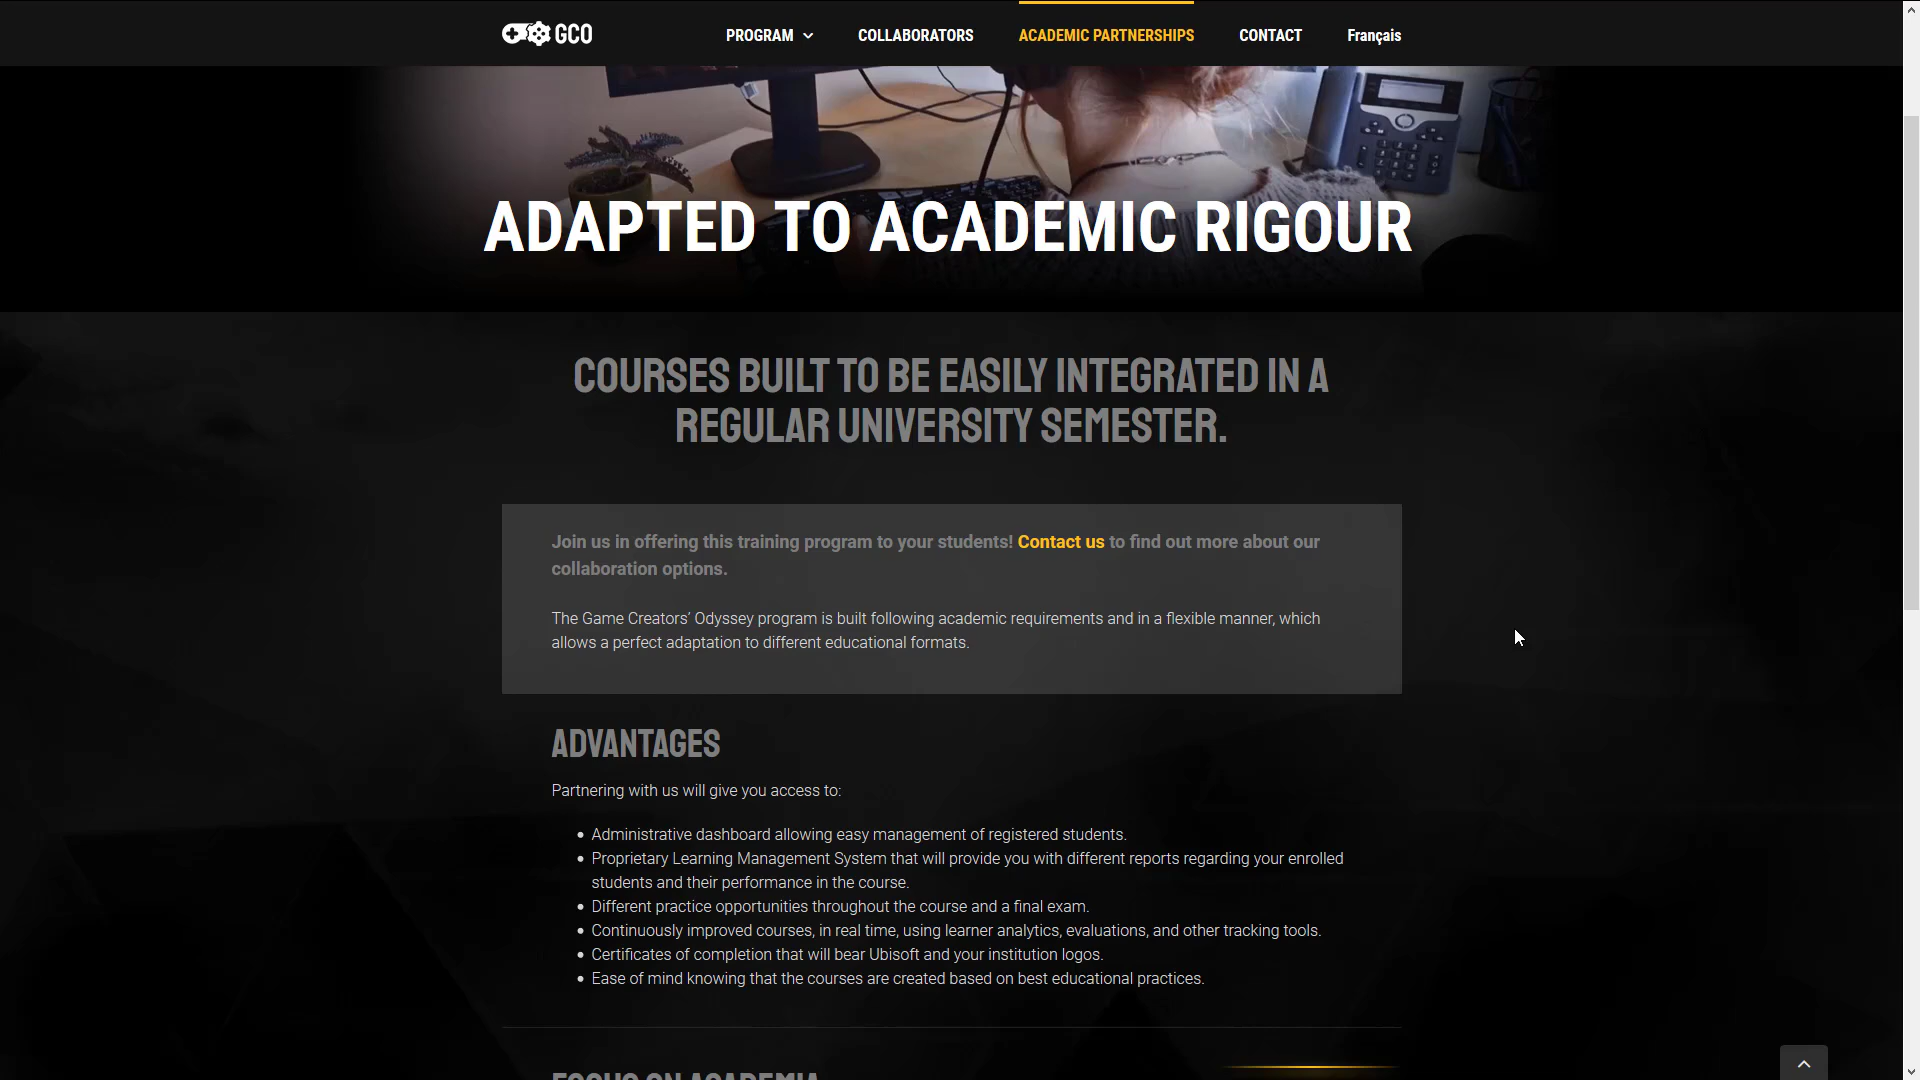 GCO
PROGRAM
COLLABORATORS
ACADEMIC PARTNERSHIPS
CONTACT
Français
ADAPTED TO ACADEMIC RIGOUR
COURSES BUILT TO BE EASILY INTEGRATED IN A
REGULAR UNIVERSITY SEMESTER.
Join us in offering this training program to your students! Contact us to find out more about our
collaboration options.
The Game Creators’ Odyssey program is built following academic requirements and in a flexible manner, which
allows a perfect adaptation to different educational formats.
ADVANTAGES
Partnering with us will give you access to:
• Administrative dashboard allowing easy management of registered students.
• Proprietary Learning Management System that will provide you with different reports regarding your enrolled
students and their performance in the course.
• Different practice opportunities throughout the course and a final exam.
• Continuously improved courses, in real time, using learner analytics, evaluations, and other tracking tools.
• Certificates of completion that will bear Ubisoft and your institution logos.
• Ease of mind knowing that the courses are created based on best educational practices.
FOCUS ON ACADEMIA